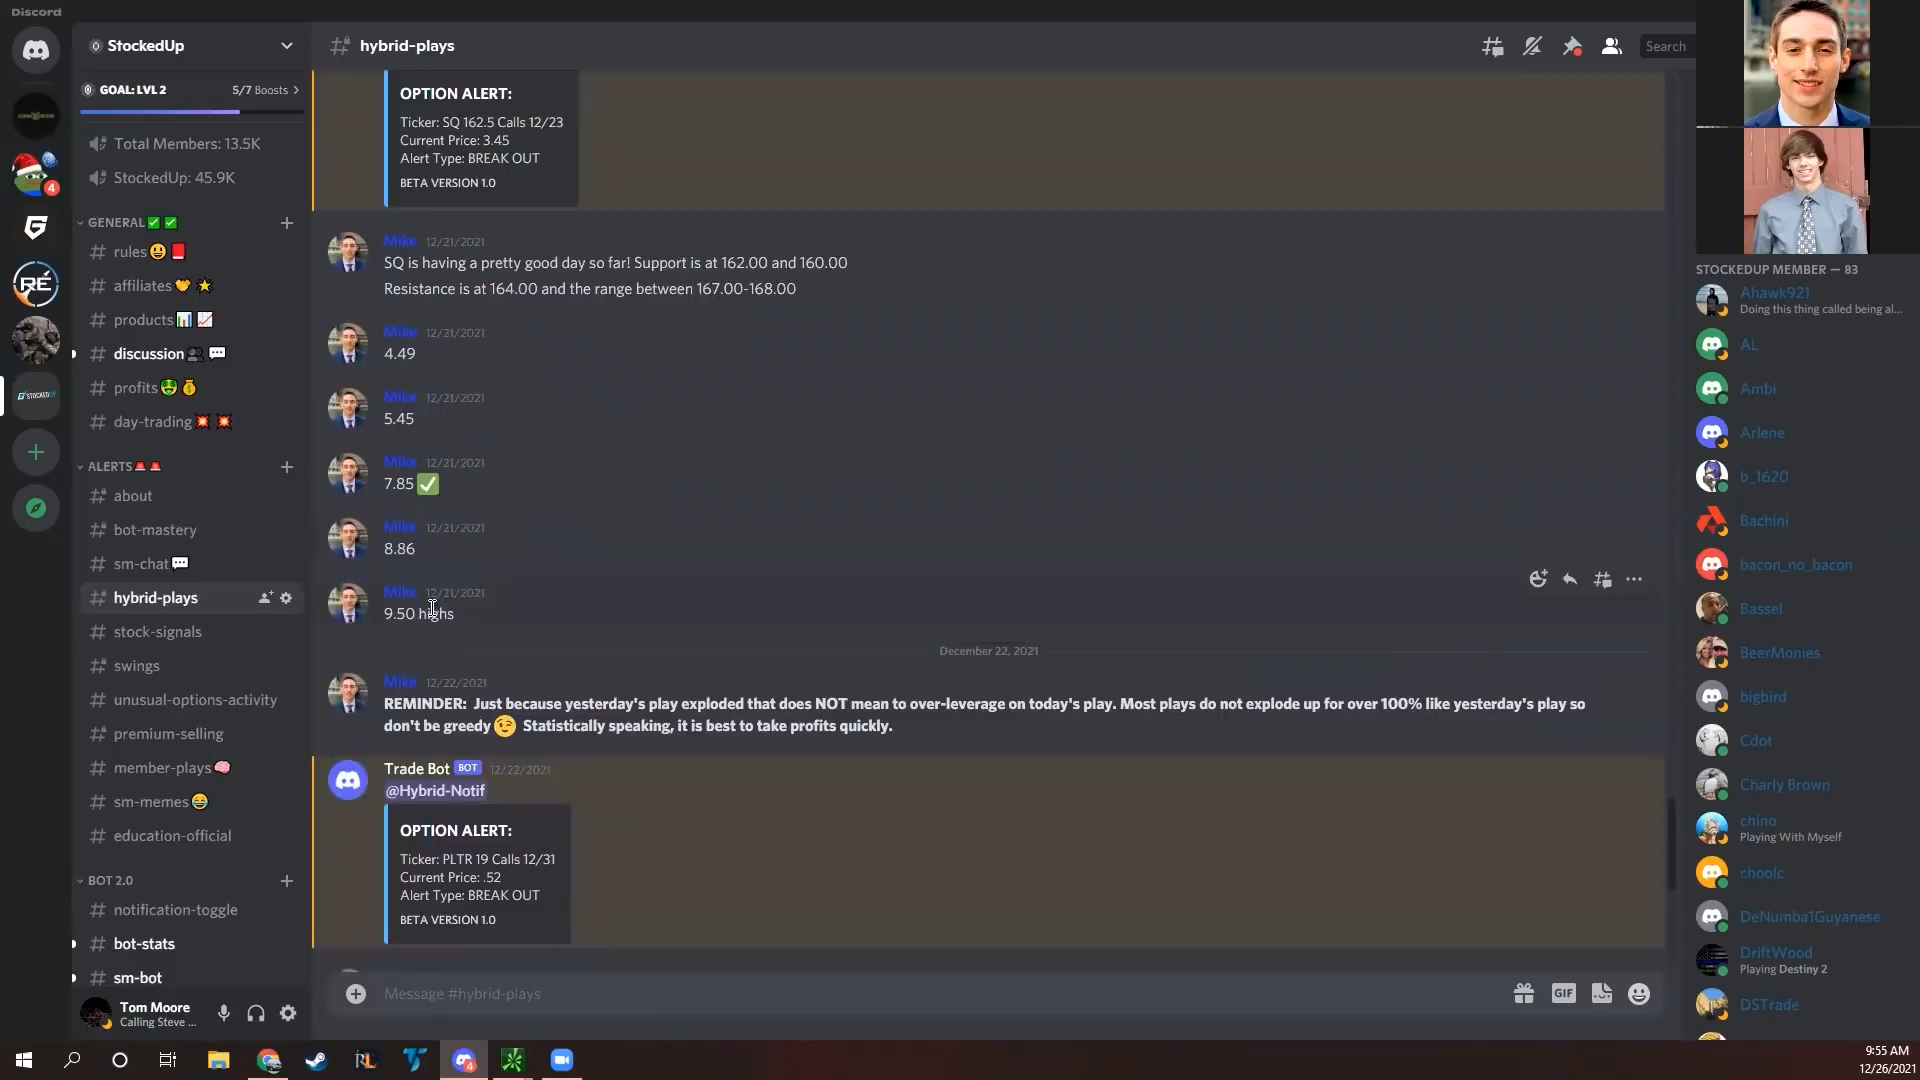 Discord
StockedUp
GOAL: LVL 2
5/7 Boosts
Total Members: 13.5K
StockedUp: 45.9K
GENERAL
rules
affiliates
products
discussion
profits
day-trading
ALERTS
about
bot-mastery
sm-chat
hybrid-plays
stock-signals
swings
unusual-options-activity
premium-selling
member-plays
sm-memes
education-official
BOT 2.0
notification-toggle
bot-stats
sm-bot
Tom Moore
Calling Steve ...
hybrid-plays
Search
OPTION ALERT:
Ticker: SQ 162.5 Calls 12/23
Current Price: 3.45
Alert Type: BREAK OUT
BETA VERSION 1.0
Mike 12/21/2021
SQ is having a pretty good day so far! Support is at 162.00 and 160.00
Resistance is at 164.00 and the range between 167.00-168.00
Mike 12/21/2021
4.49
Mike 12/21/2021
5.45
Mike 12/21/2021
7.85 ✅
Mike 12/21/2021
8.86
Mike 12/21/2021
9.50 highs
December 22, 2021
Mike 12/22/2021
REMINDER: Just because yesterday's play exploded that does NOT mean to over-leverage on today's play. Most plays do not explode up for over 100% like yesterday's play so
don't be greedy 😉 Statistically speaking, it is best to take profits quickly.
Trade Bot BOT 12/22/2021
@Hybrid-Notif
OPTION ALERT:
Ticker: PLTR 19 Calls 12/31
Current Price: .52
Alert Type: BREAK OUT
BETA VERSION 1.0
Message #hybrid-plays
GIF
STOCKEDUP MEMBER — 83
Ahawk921
Doing this thing called being al...
AL
Ambi
Arlene
b_1620
Bachini
bacon_no_bacon
Bassel
BeerMonies
bigbird
Cdot
Charly Brown
chino
Playing With Myself
choolc
DeNumba1Guyanese
DriftWood
Playing Destiny 2
DSTrade
9:55 AM
12/26/2021